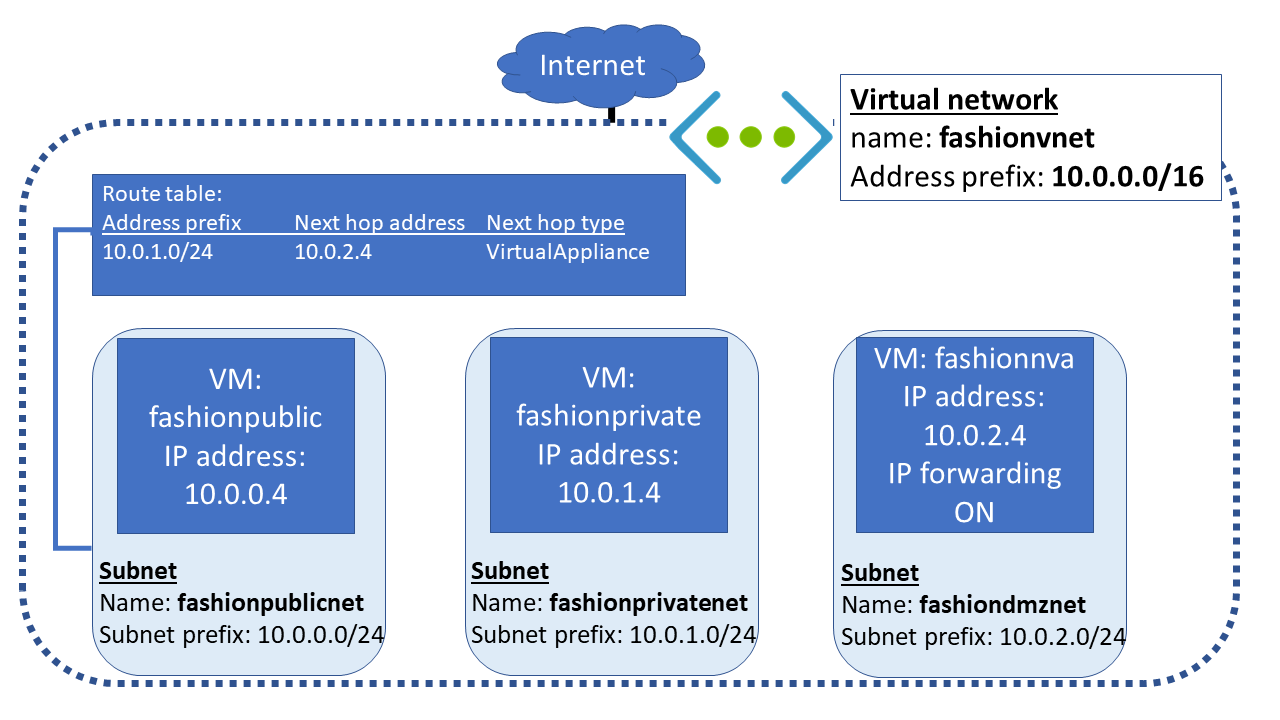 Internet
Virtual network
name: fashionvnet
Address prefix: 10.0.0.0/16
Route table:
Address prefix Next hop address Next hop type
10.0.1.0/24 10.0.2.4 VirtualAppliance
VM:
fashionpublic
IP address:
10.0.0.4
Subnet
Name: fashionpublicnet
Subnet prefix: 10.0.0.0/24
VM:
fashionprivate
IP address:
10.0.1.4
Subnet
Name: fashionprivatenet
Subnet prefix: 10.0.1.0/24
VM: fashionnva
IP address:
10.0.2.4
IP forwarding
ON
Subnet
Name: fashiondmznet
Subnet prefix: 10.0.2.0/24